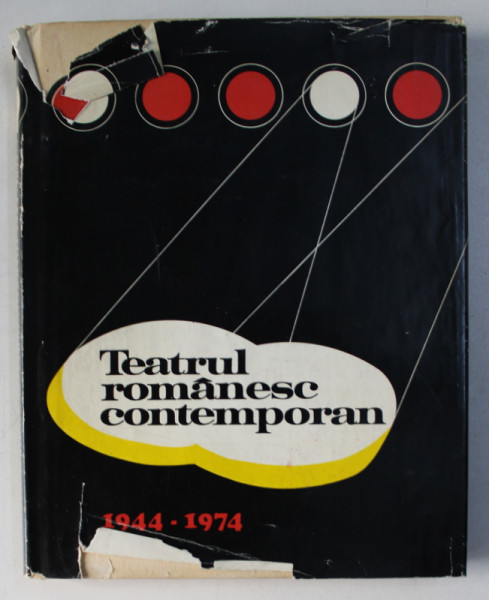 Teatrul
românesc
contemporan
1944 - 1974